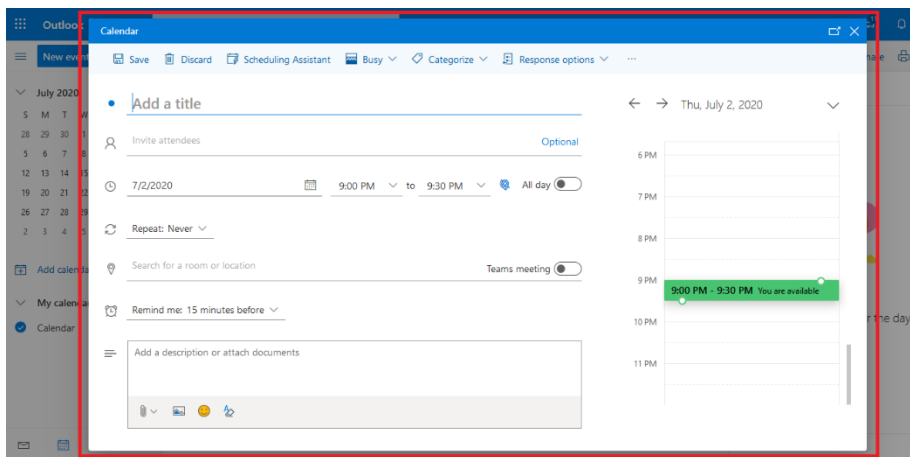 Outlook
Calendar
New event
Save Discard Scheduling Assistant Busy Categorize Response options ...
July 2020
S M T W
28 29 30 1
5 6 7 8
12 13 14 15
19 20 21 22
26 27 28 29
2 3 4 5
Add calenda
My calenda
Calendar
Add a title
Invite attendees Optional
7/2/2020 9:00 PM to 9:30 PM All day
Repeat: Never
Search for a room or location Teams meeting
Remind me: 15 minutes before
Add a description or attach documents
Thu, July 2, 2020
6 PM
7 PM
8 PM
9 PM
9:00 PM - 9:30 PM You are available
10 PM
11 PM
r the day